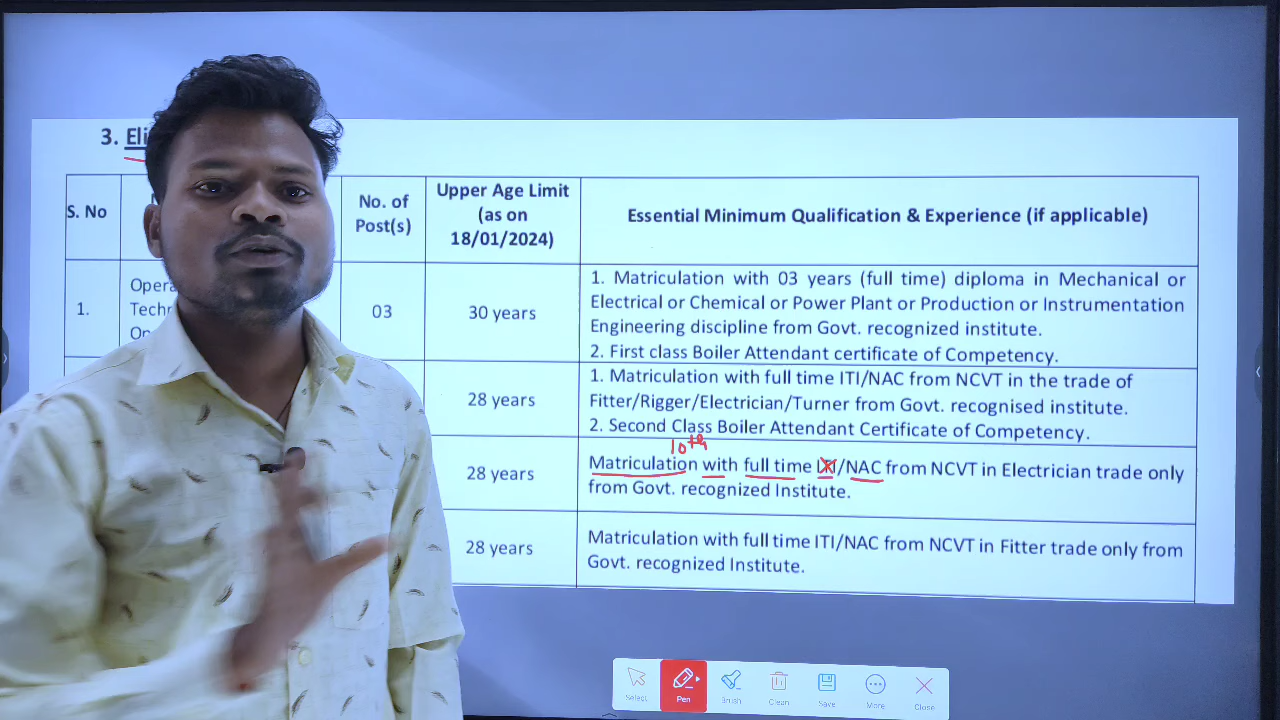 3. Eli
S. No
No. of
Post(s)
Upper Age Limit
(as on
18/01/2024)
Essential Minimum Qualification & Experience (if applicable)
1.
Opera
Techn
Op
03
30 years
1. Matriculation with 03 years (full time) diploma in Mechanical or
Electrical or Chemical or Power Plant or Production or Instrumentation
Engineering discipline from Govt. recognized institute.
2. First class Boiler Attendant certificate of Competency.
28 years
1. Matriculation with full time ITI/NAC from NCVT in the trade of
Fitter/Rigger/Electrician/Turner from Govt. recognised institute.
2. Second Class Boiler Attendant Certificate of Competency.
10th
28 years
Matriculation with full time ITI/NAC from NCVT in Electrician trade only
from Govt. recognized Institute.
28 years
Matriculation with full time ITI/NAC from NCVT in Fitter trade only from
Govt. recognized Institute.
Select
Pen
Brush
Clean
Save
More
Close